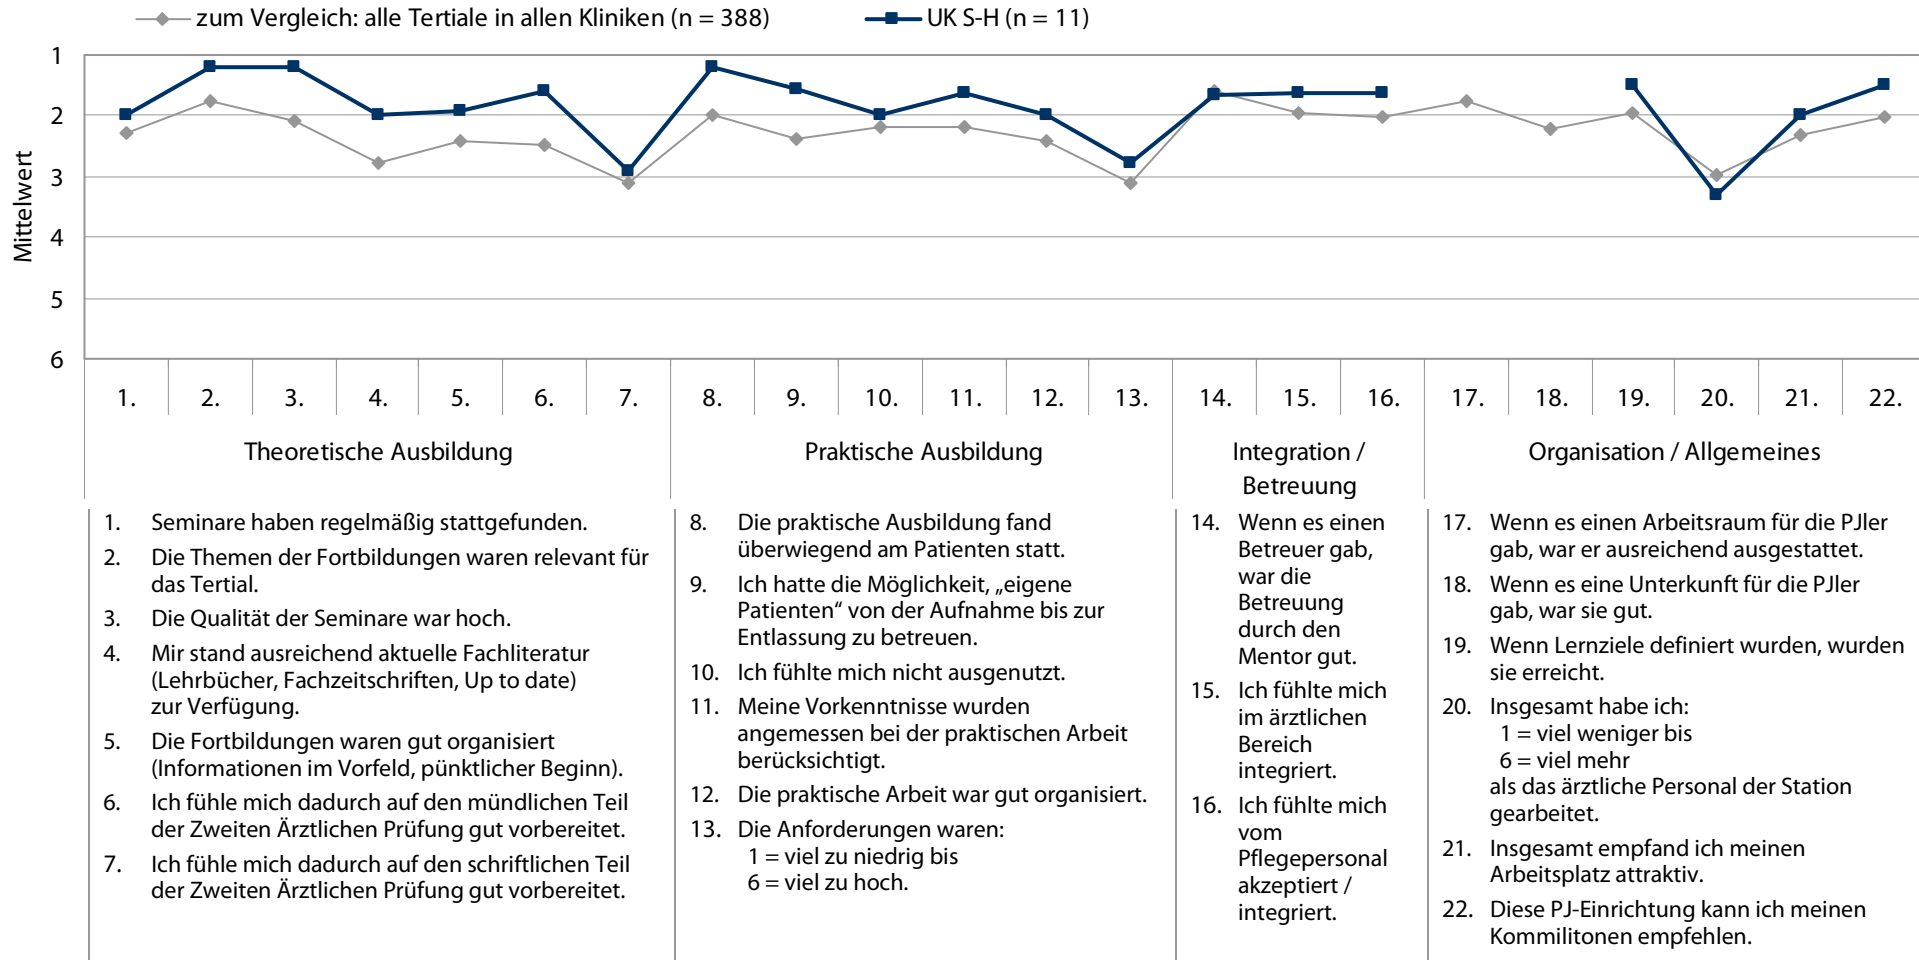 zum Vergleich: alle Tertiale in allen Kliniken (n = 388)
UK S-H (n = 11)
Mittelwert
1
2
3
4
5
6
1. 2. 3. 4. 5. 6. 7. 8. 9. 10. 11. 12. 13. 14. 15. 16. 17. 18. 19. 20. 21. 22.
Theoretische Ausbildung
Praktische Ausbildung
Integration /
Betreuung
Organisation / Allgemeines
1. Seminare haben regelmäßig stattgefunden.
2. Die Themen der Fortbildungen waren relevant für
das Tertial.
3. Die Qualität der Seminare war hoch.
4. Mir stand ausreichend aktuelle Fachliteratur
(Lehrbücher, Fachzeitschriften, Up to date)
zur Verfügung.
5. Die Fortbildungen waren gut organisiert
(Informationen im Vorfeld, pünktlicher Beginn).
6. Ich fühle mich dadurch auf den mündlichen Teil
der Zweiten Ärztlichen Prüfung gut vorbereitet.
7. Ich fühle mich dadurch auf den schriftlichen Teil
der Zweiten Ärztlichen Prüfung gut vorbereitet.
8. Die praktische Ausbildung fand
überwiegend am Patienten statt.
9. Ich hatte die Möglichkeit, „eigene
Patienten“ von der Aufnahme bis zur
Entlassung zu betreuen.
10. Ich fühlte mich nicht ausgenutzt.
11. Meine Vorkenntnisse wurden
angemessen bei der praktischen Arbeit
berücksichtigt.
12. Die praktische Arbeit war gut organisiert.
13. Die Anforderungen waren:
1 = viel zu niedrig bis
6 = viel zu hoch.
14. Wenn es einen
Betreuer gab,
war die
Betreuung
durch den
Mentor gut.
15. Ich fühlte mich
im ärztlichen
Bereich
integriert.
16. Ich fühlte mich
vom
Pflegepersonal
akzeptiert /
integriert.
17. Wenn es einen Arbeitsraum für die PJler
gab, war er ausreichend ausgestattet.
18. Wenn es eine Unterkunft für die PJler
gab, war sie gut.
19. Wenn Lernziele definiert wurden, wurden
sie erreicht.
20. Insgesamt habe ich:
1 = viel weniger bis
6 = viel mehr
als das ärztliche Personal der Station
gearbeitet.
21. Insgesamt empfand ich meinen
Arbeitsplatz attraktiv.
22. Diese PJ-Einrichtung kann ich meinen
Kommilitonen empfehlen.